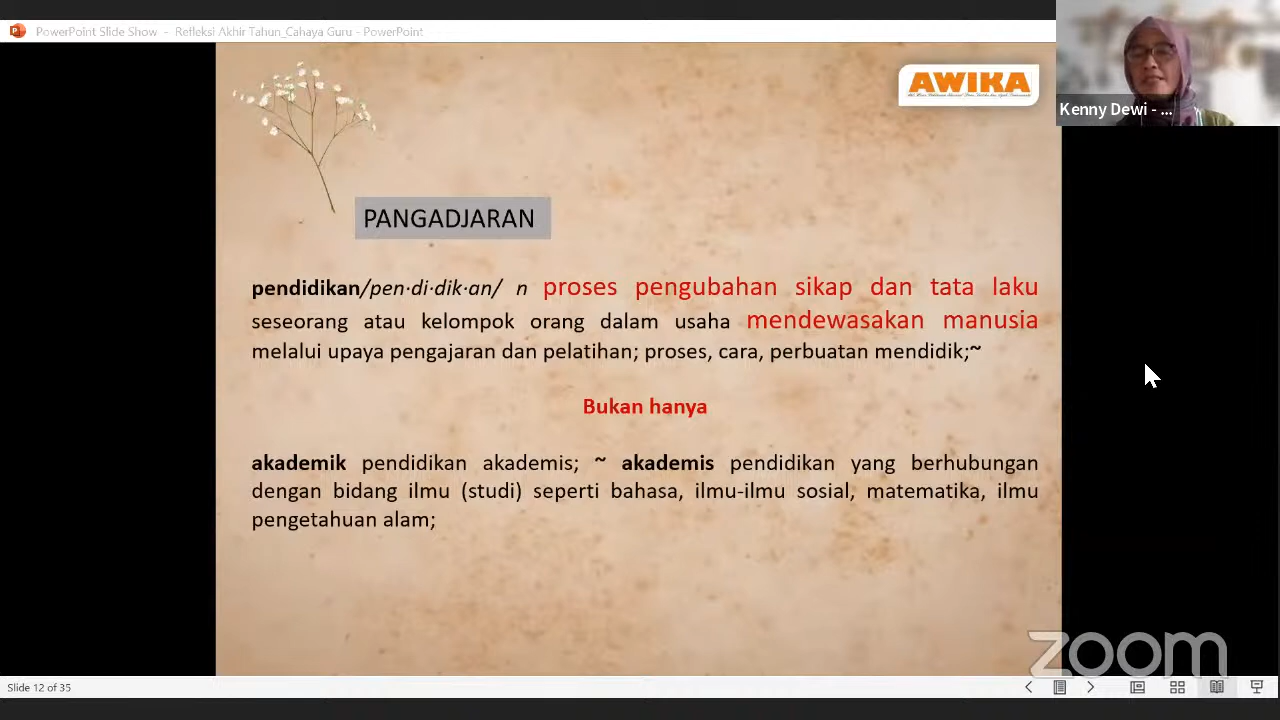 PowerPoint Slide Show - Refleksi Akhir Tahun_Cahaya Guru - PowerPoint
AWIKA
Kenny Dewi - ...
PANGADJARAN
pendidikan/pen·di·dik·an/ n proses pengubahan sikap dan tata laku
seseorang atau kelompok orang dalam usaha mendewasakan manusia
melalui upaya pengajaran dan pelatihan; proses, cara, perbuatan mendidik;~
Bukan hanya
akademik pendidikan akademis; ~ akademis pendidikan yang berhubungan
dengan bidang ilmu (studi) seperti bahasa, ilmu-ilmu sosial, matematika, ilmu
pengetahuan alam;
zoom
Slide 12 of 35